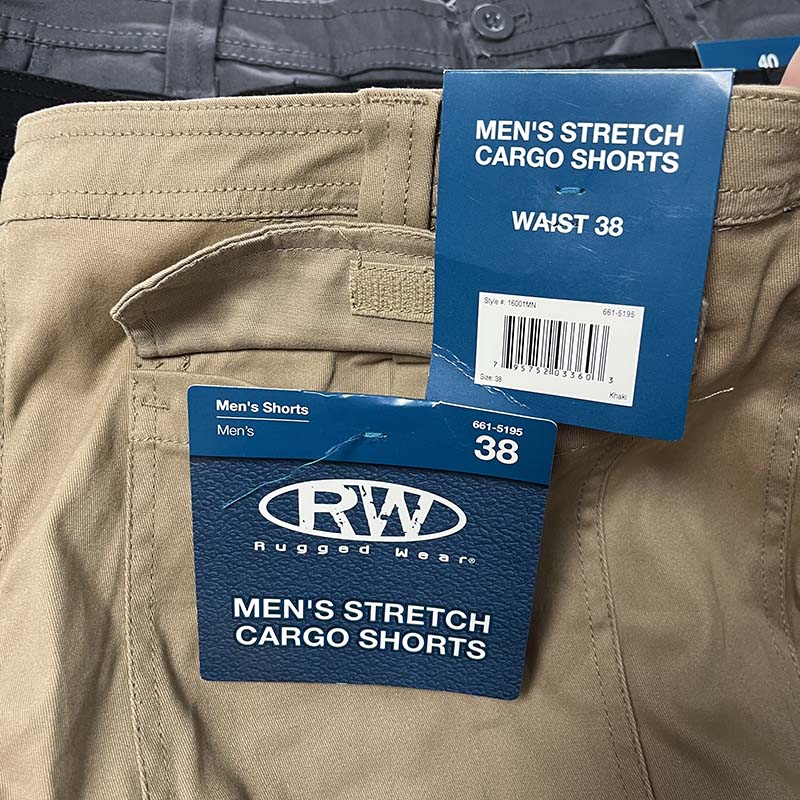 40
MEN'S STRETCH
CARGO SHORTS
WAIST 38
Style #: 16001MN
661-5195
7 95752 03360 3
Size: 38
Khaki
Men's Shorts
Men's
661-5195
38
RW
Rugged Wear®
MEN'S STRETCH
CARGO SHORTS